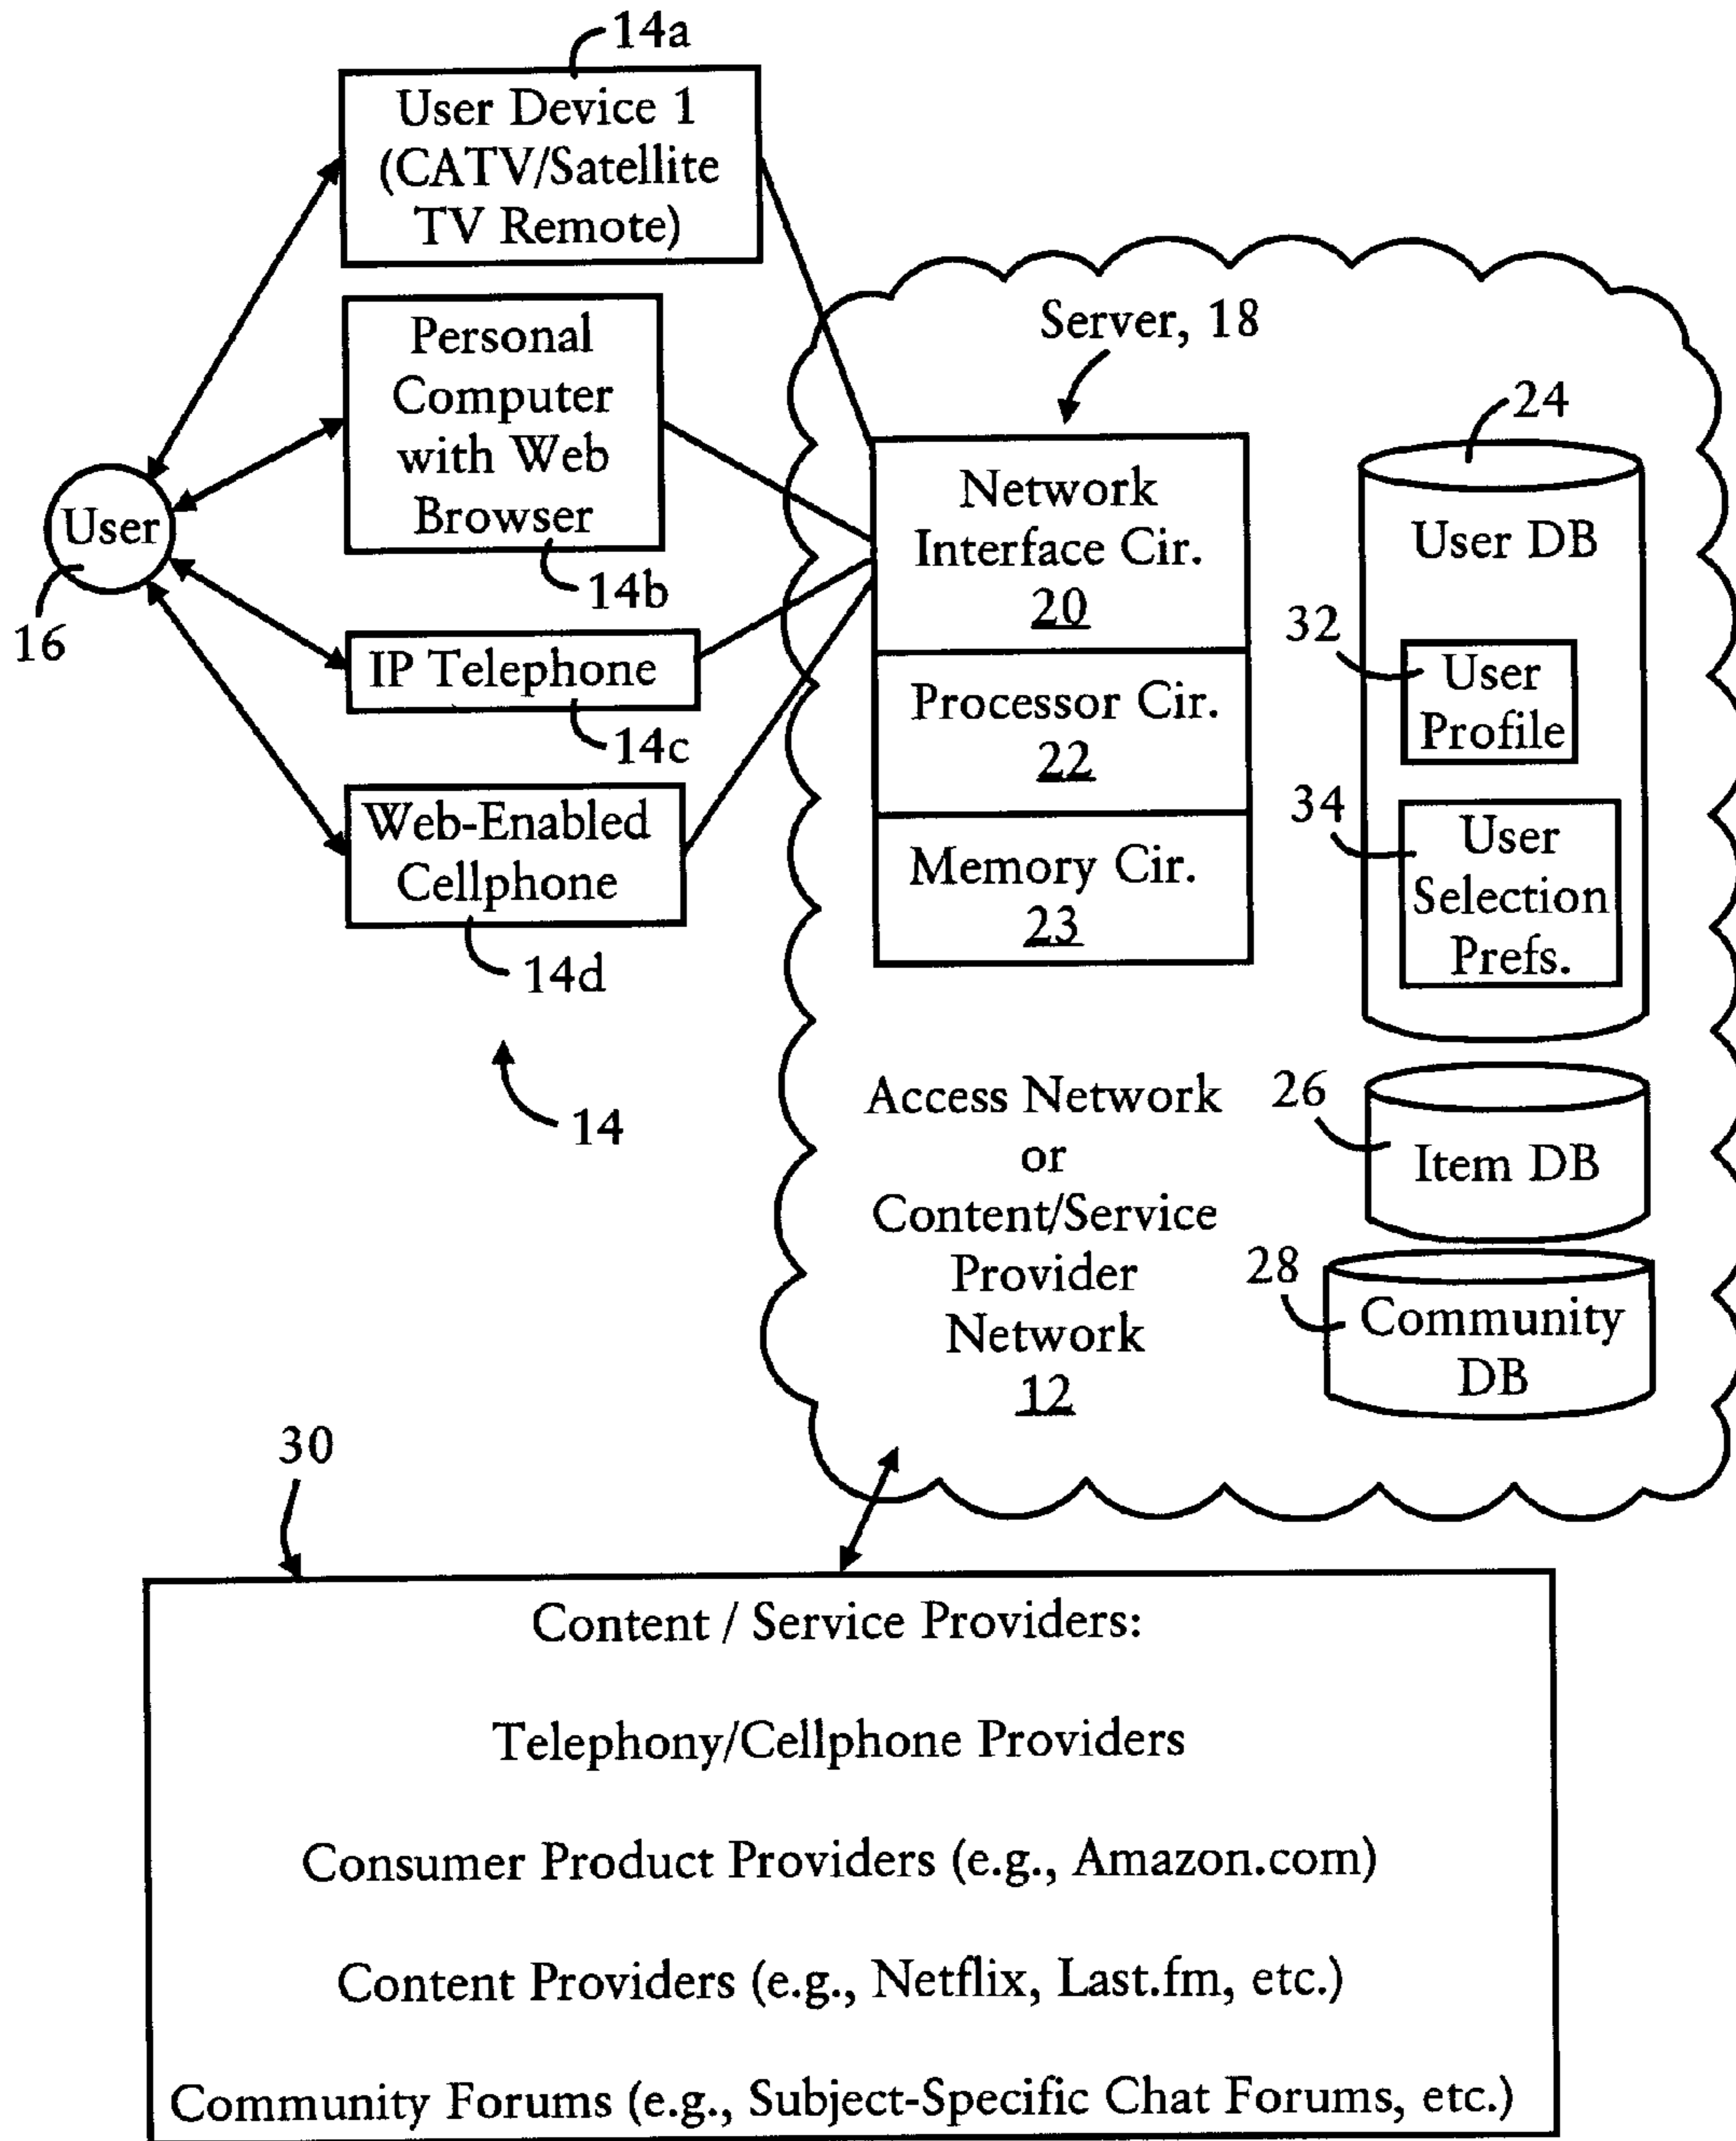 14a
User Device 1
(CATV/Satellite
TV Remote)
Personal
Computer
with Web
Browser
14b
User
16
IP Telephone
14c
Web-Enabled
Cellphone
14d
14
Server, 18
Network
Interface Cir.
20
Processor Cir.
22
Memory Cir.
23
24
User DB
32
User
Profile
34
User
Selection
Prefs.
26
Item DB
28
Community
DB
Access Network
or
Content/Service
Provider
Network
12
30
Content / Service Providers:
Telephony/Cellphone Providers
Consumer Product Providers (e.g., Amazon.com)
Content Providers (e.g., Netflix, Last.fm, etc.)
Community Forums (e.g., Subject-Specific Chat Forums, etc.)